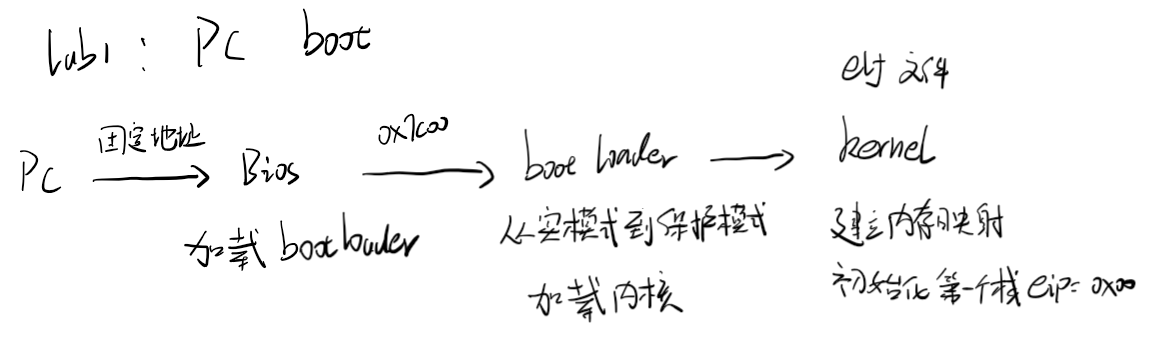 Lab1: PC boot
elf 文件
固定地址 0x7c00
PC Bios boot loader kernel
加载 boot loader 从实模式到保护模式 建立内存映射
加载内核 初始化第一个栈 eip=0x00